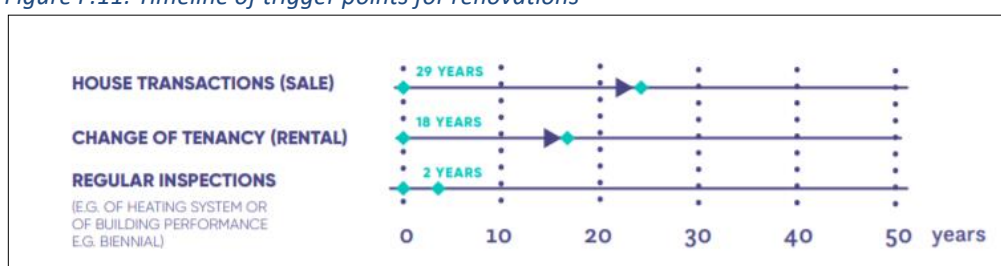 Figure F.11: Timeline of trigger points for renovations
HOUSE TRANSACTIONS (SALE)
29 YEARS
CHANGE OF TENANCY (RENTAL)
18 YEARS
REGULAR INSPECTIONS
2 YEARS
(E.G. OF HEATING SYSTEM OR
OF BUILDING PERFORMANCE
E.G. BIENNIAL)
0 10 20 30 40 50 years